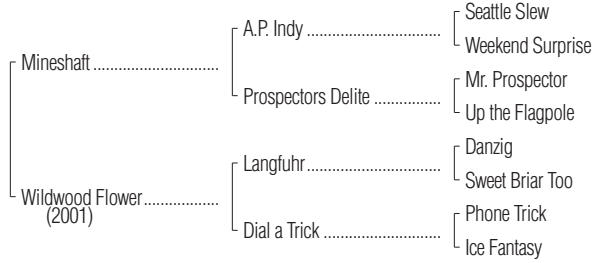 Seattle Slew
A.P. Indy ..................................
Weekend Surprise
Mineshaft ................................
Mr. Prospector
Prospectors Delite .................
Up the Flagpole
Danzig
Langfuhr..................................
Sweet Briar Too
Wildwood Flower...................
(2001)
Phone Trick
Dial a Trick .............................
Ice Fantasy